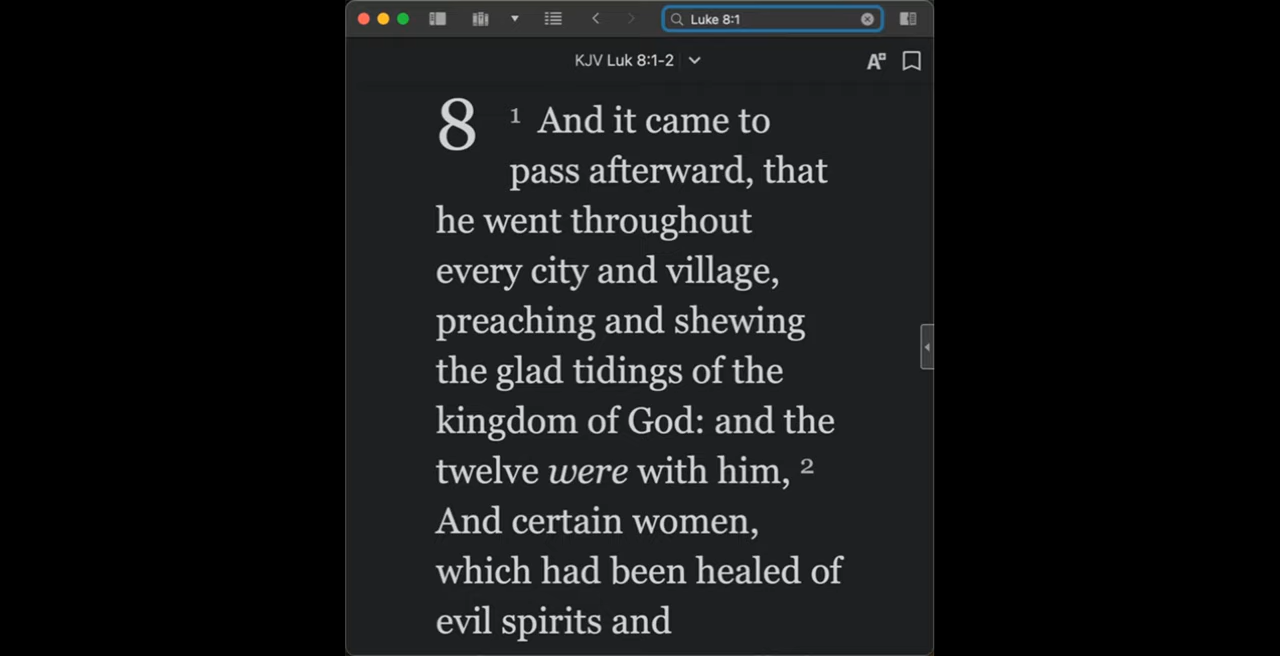 Luke 8:1
KJV Luk 8:1-2
A
8 1 And it came to
pass afterward, that
he went throughout
every city and village,
preaching and shewing
the glad tidings of the
kingdom of God: and the
twelve were with him, 2
And certain women,
which had been healed of
evil spirits and